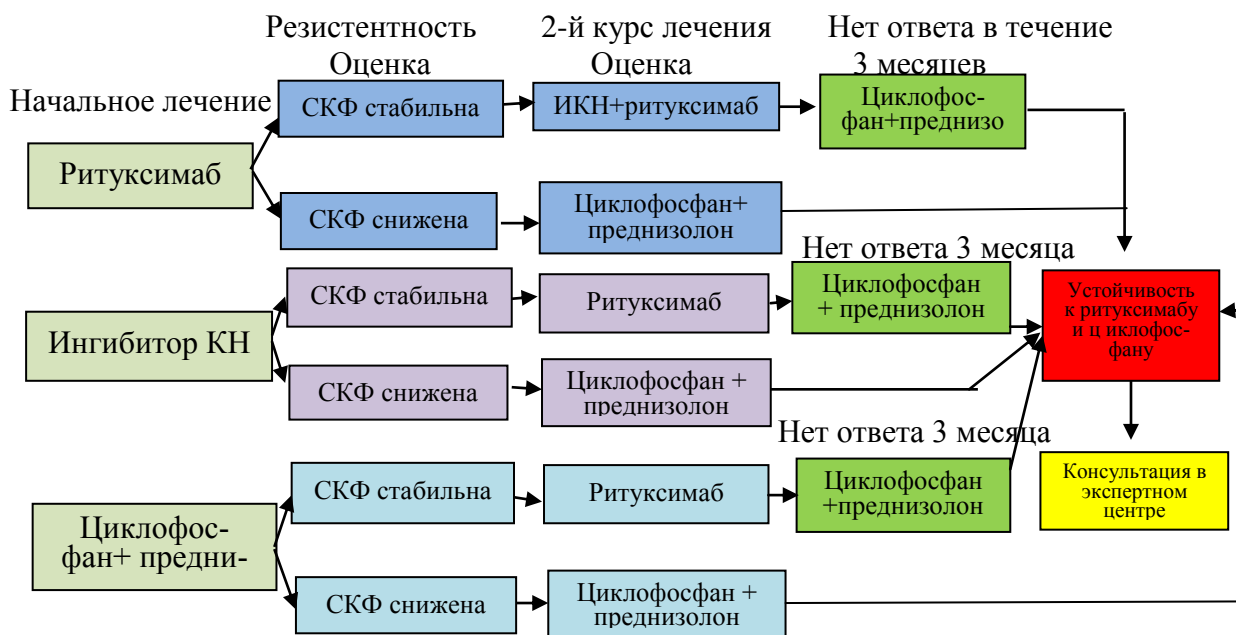 Резистентность
Оценка
2-й курс лечения
Оценка
Нет ответа в течение
3 месяцев
Начальное лечение
СКФ стабильна
ИКН+ритуксимаб
Циклофос-
фан+преднизо
Ритуксимаб
СКФ снижена
Циклофосфан+
преднизолон
Нет ответа 3 месяца
СКФ стабильна
Ритуксимаб
Циклофосфан
+ преднизолон
Устойчивость
к ритуксимабу
и ц иклофос-
фану
Ингибитор КН
СКФ снижена
Циклофосфан +
преднизолон
Нет ответа 3 месяца
СКФ стабильна
Ритуксимаб
Циклофосфан
+преднизолон
Консультация в
экспертном
центре
Циклофос-
фан+ предни-
СКФ снижена
Циклофосфан +
преднизолон